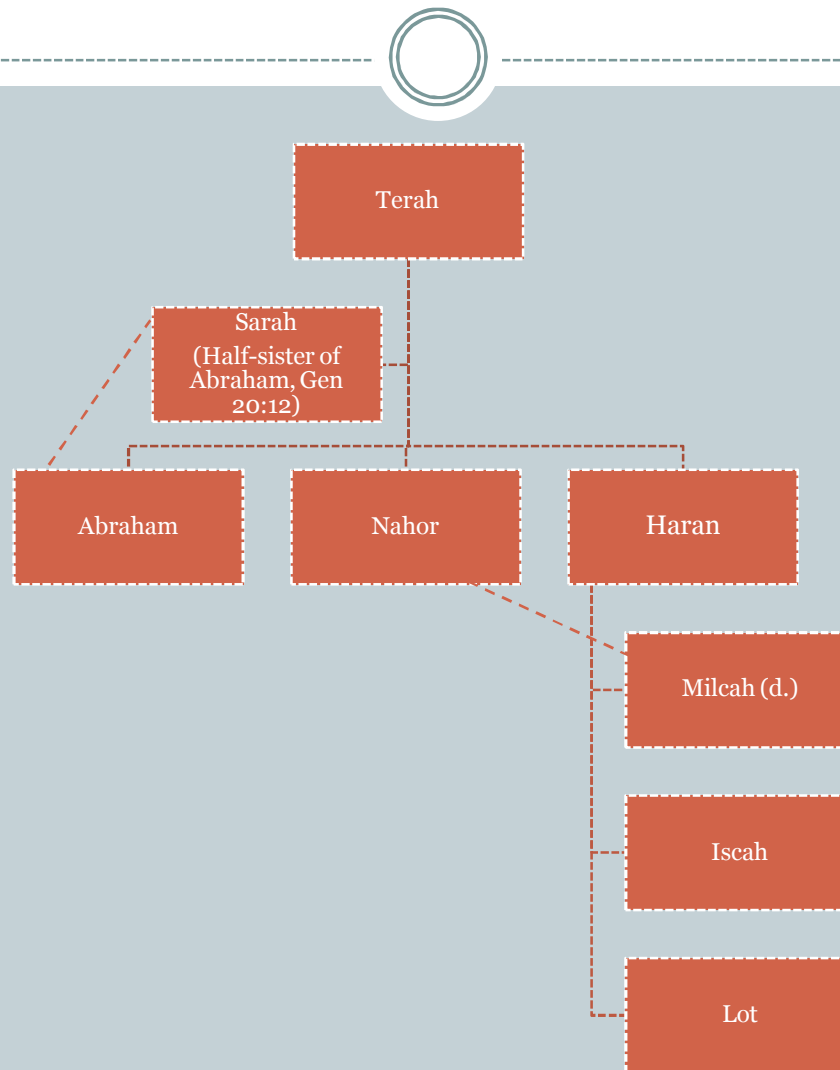 Terah
Sarah
(Half-sister of
Abraham, Gen
20:12)
Abraham
Nahor
Haran
Milcah (d.)
Iscah
Lot